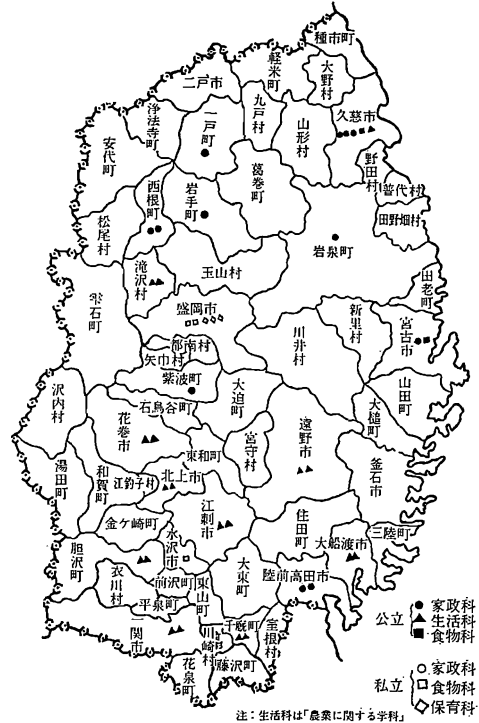 種市町
軽米町
大野村
二戸市
浄法寺町
一戸町
九戸村
山形村
久慈市
安代町
野田村
普代村
西根町
岩手町
葛巻町
田野畑村
松尾村
岩泉町
滝沢村
玉山村
雫石町
田老町
盛岡市
新里村
川井村
宮古市
都南村
矢巾村
紫波町
山田町
沢内村
大迫町
石鳥谷町
大槌町
花巻市
遠野市
宮守村
東和町
釜石市
湯田町
和賀町
江釣子村
北上市
江刺市
金ケ崎町
住田町
三陸町
大船渡市
水沢市
胆沢町
衣川村
前沢町
大東町
陸前高田市
東山町
平泉町
一関市
千厩町
室根村
川崎村
藤沢町
花泉町
公立
家政科
生活科
食物科
私立
家政科
食物科
保育科
注：生活科は「農業に関する学科」